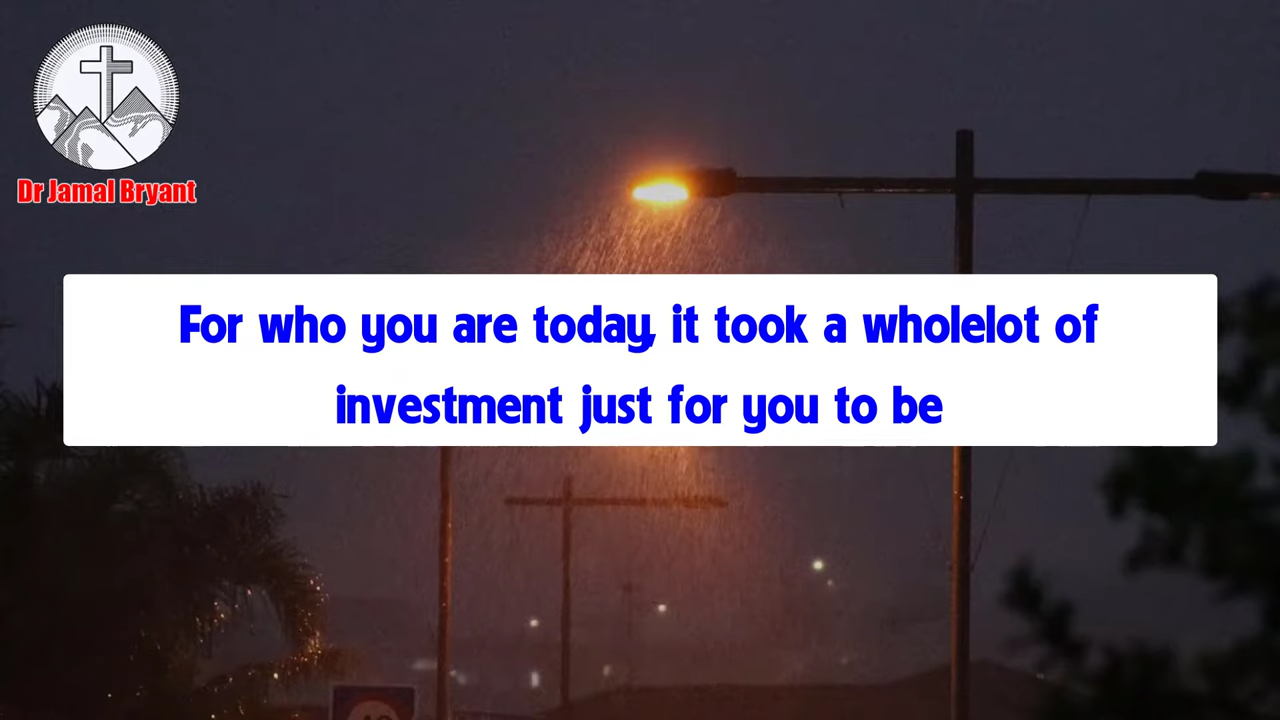 Dr Jamal Bryant
For who you are today, it took a wholelot of
investment just for you to be